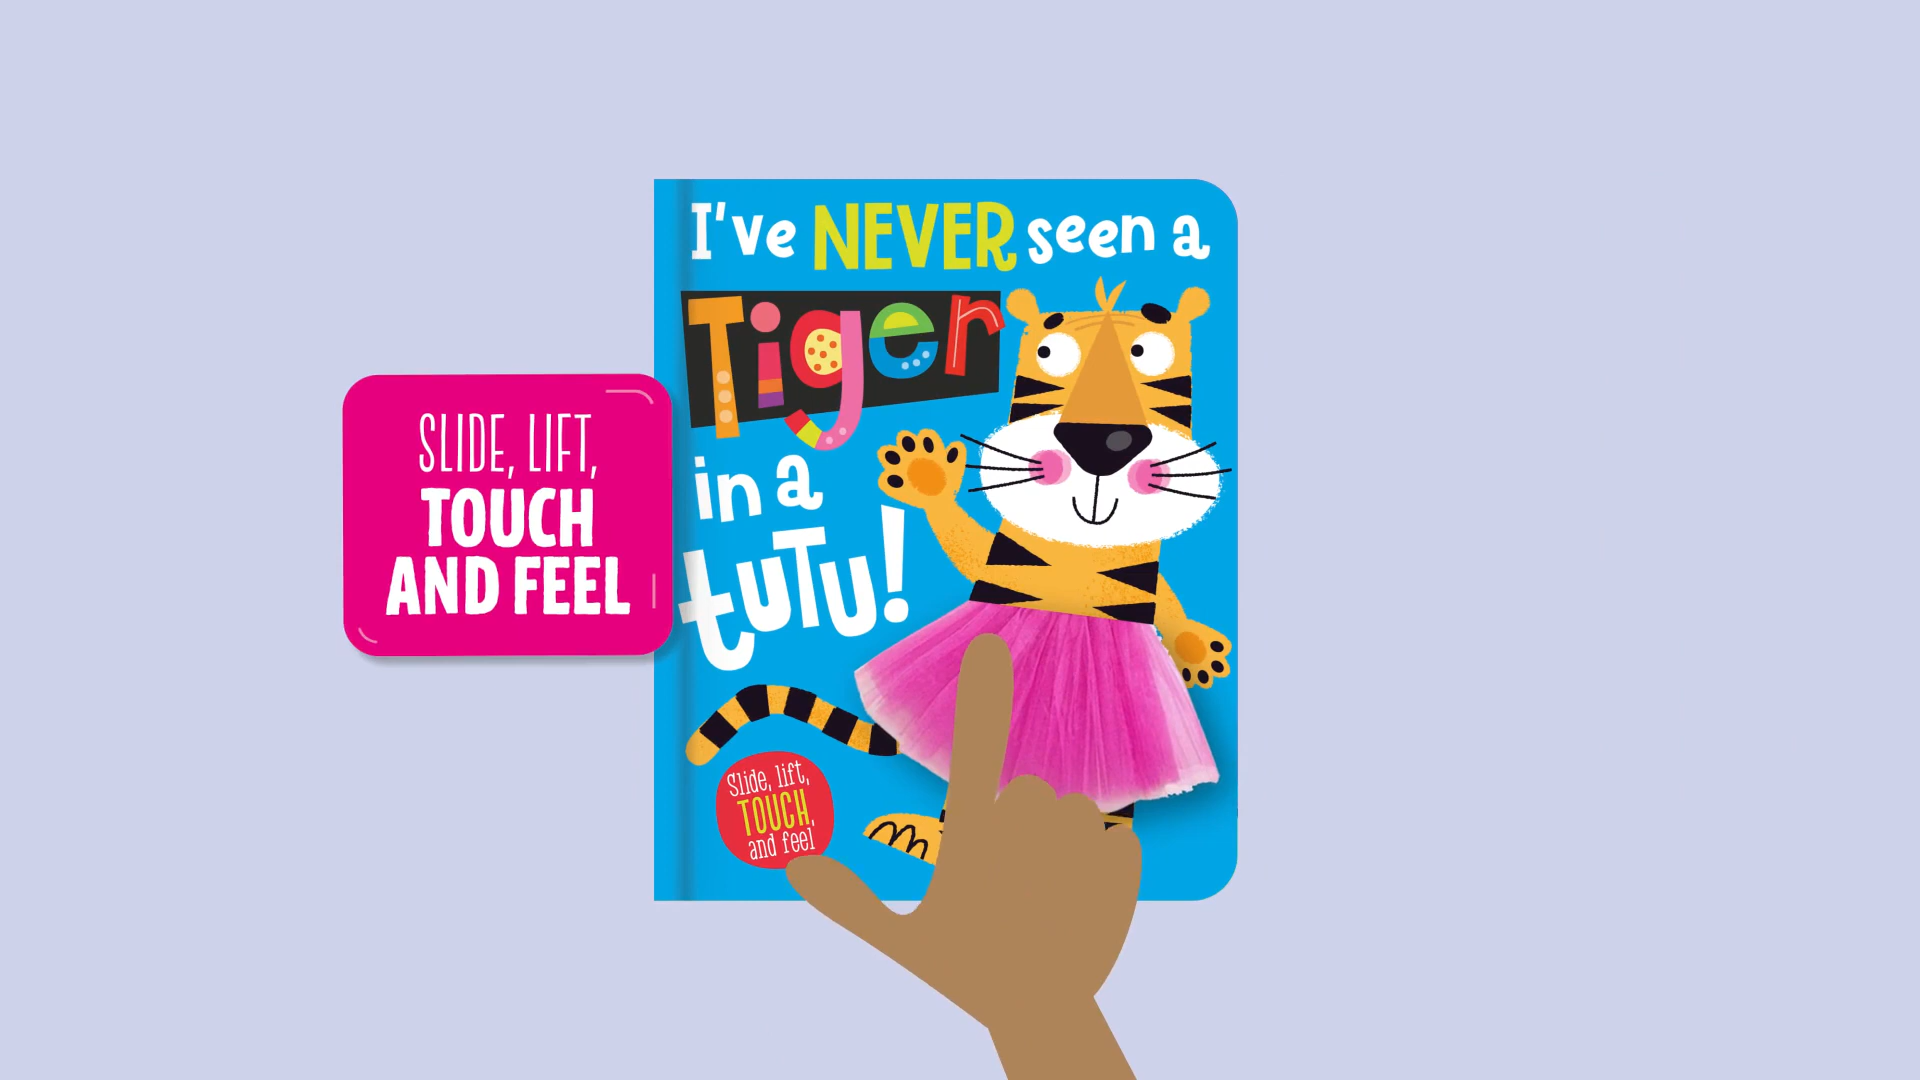 SLIDE, LIFT,
TOUCH
AND FEEL
I've NEVER seen a
Tiger
in a
tuTu!
Slide, lift,
TOUCH,
and feel